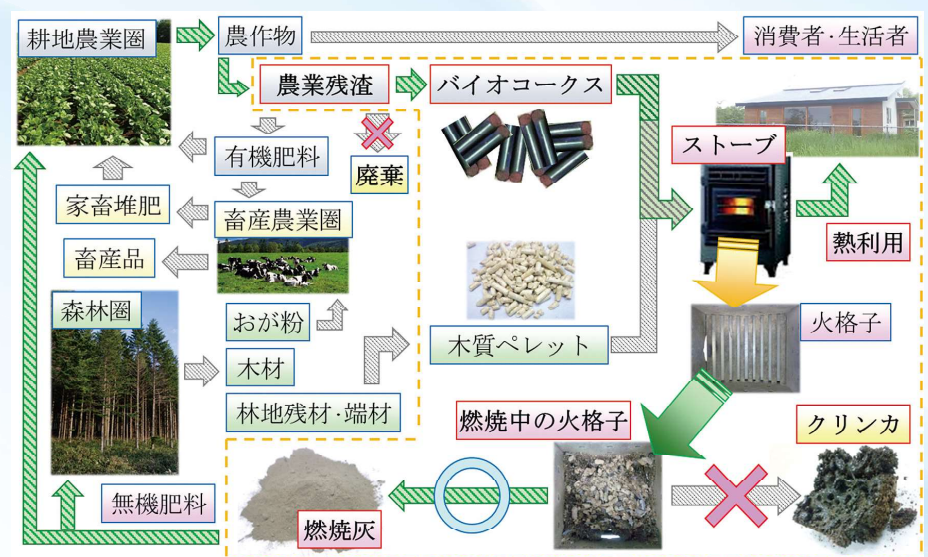 耕地農業圏
農作物
消費者・生活者
農業残渣
バイオコークス
有機肥料
廃棄
ストーブ
家畜堆肥
畜産農業圏
畜産品
熱利用
森林圏
おが粉
火格子
木質ペレット
木材
林地残材・端材
燃焼中の火格子
クリンカ
無機肥料
燃焼灰